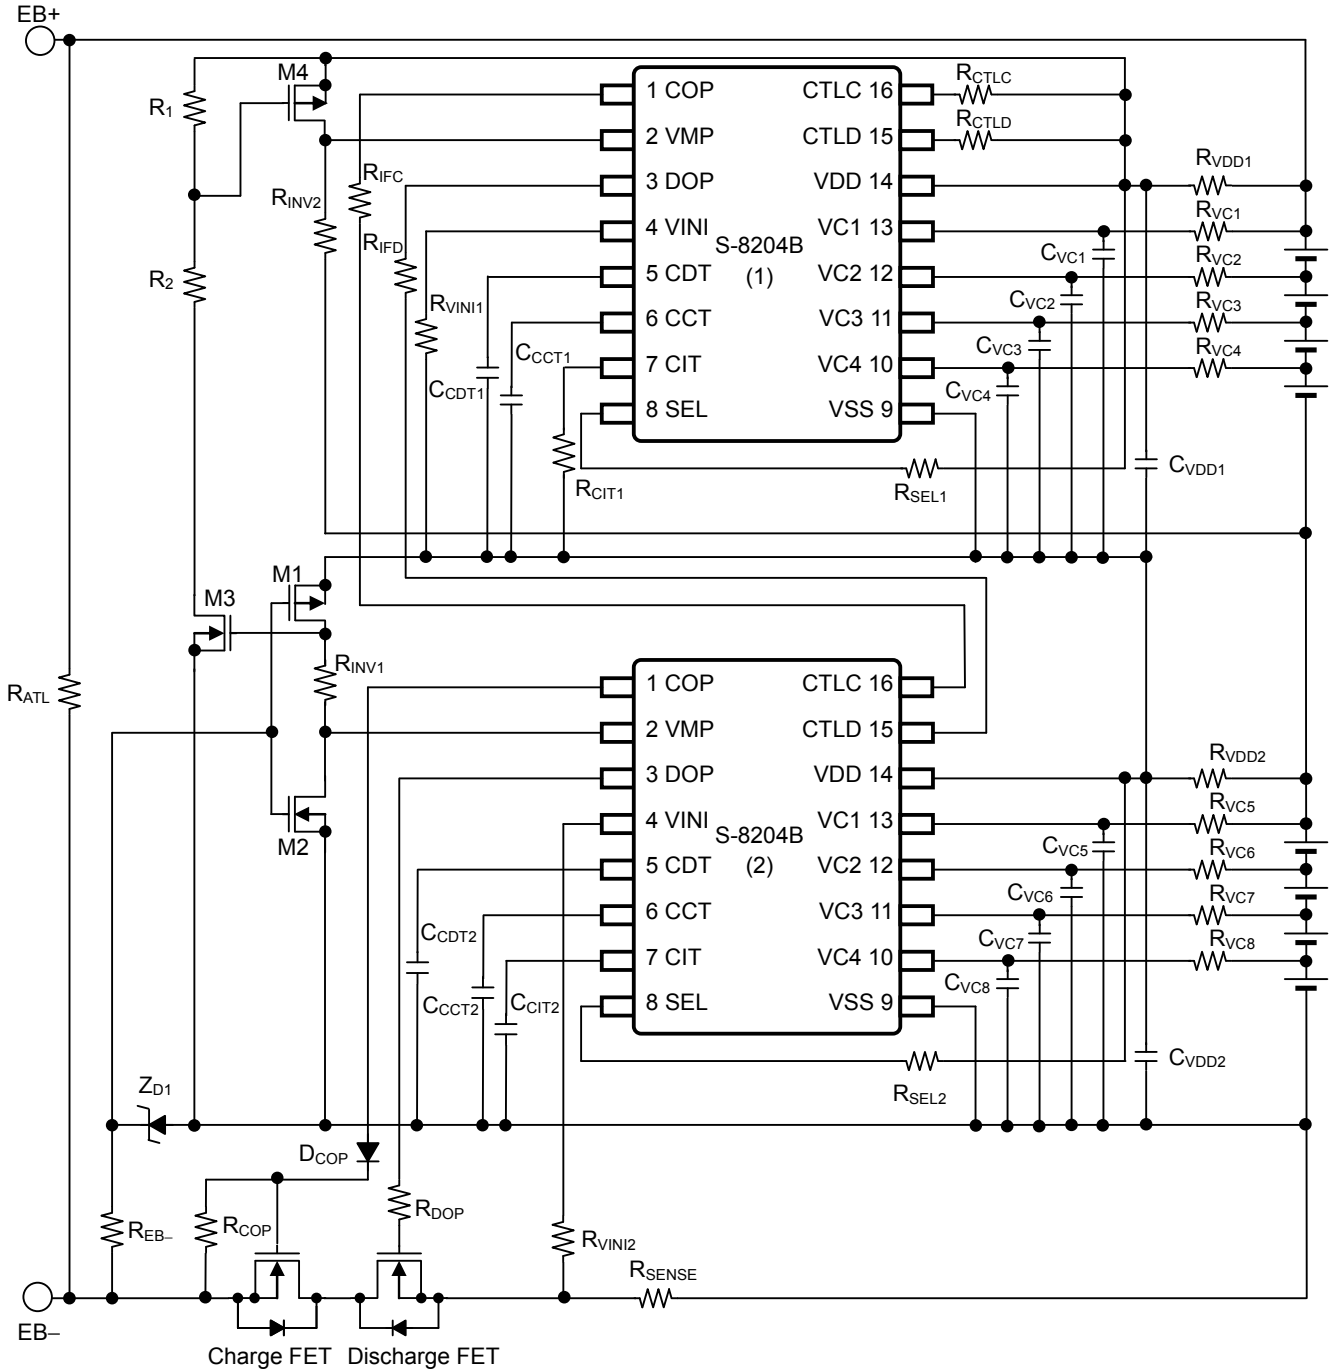 EB+
M4
R1
RINV2
RIFC
RIFD
RVINI1
R2
CCDT1
CCCT1
RCIT1
1 COP
2 VMP
3 DOP
4 VINI
5 CDT
6 CCT
7 CIT
8 SEL
S-8204B
(1)
CTLC 16
CTLD 15
VDD 14
VC1 13
VC2 12
VC3 11
VC4 10
VSS 9
RCTLC
RCTLD
RVDD1
RVC1
RVC2
RVC3
RVC4
CVC1
CVC2
CVC3
CVC4
RSEL1
CVDD1
M1
M3
RINV1
RATL
M2
1 COP
2 VMP
3 DOP
4 VINI
5 CDT
6 CCT
7 CIT
8 SEL
S-8204B
(2)
CTLC 16
CTLD 15
VDD 14
VC1 13
VC2 12
VC3 11
VC4 10
VSS 9
RVDD2
RVC5
RVC6
RVC7
RVC8
CVC5
CVC6
CVC7
CVC8
CCDT2
CCCT2
CCIT2
RSEL2
CVDD2
ZD1
DCOP
REB–
RCOP
RDOP
RVINI2
RSENSE
EB–
Charge FET
Discharge FET